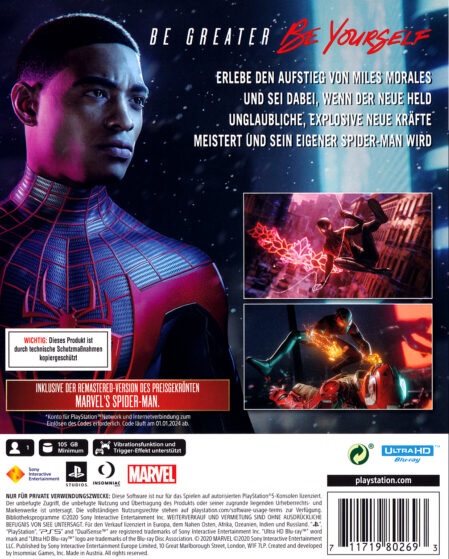 BE GREATER BE YOURSELF
ERLEBE DEN AUFSTIEG VON MILES MORALES
UND SEI DABEI, WENN DER NEUE HELD
UNGLAUBLICHE, EXPLOSIVE NEUE KRÄFTE
MEISTERT UND SEIN EIGENER SPIDER-MAN WIRD
WICHTIG: Dieses Produkt ist
durch technische Schutzmaßnahmen
kopiergeschützt
INKLUSIVE DER REMASTERED-VERSION DES PREISGEKRÖNTEN
MARVEL'S SPIDER-MAN.
*Konto für PlayStation™Network und Internetverbindung zum
Einlösen des Codes erforderlich. Code läuft am 01.01.2024 ab.
1
105 GB
Minimum
Vibrationsfunktion und
Trigger-Effekt unterstützt
ULTRA HD
Blu-ray
Sony
Interactive
Entertainment
PlayStation
STUDIOS
INSOMNIAC
GAMES
MARVEL
playstation.com
NUR FÜR PRIVATE VERWENDUNGSZWECKE: Diese Software ist nur für das Spielen auf autorisierten PlayStation®5-Konsolen lizenziert.
Der unbefugte Zugriff, die unbefugte Nutzung und Übertragung des Produkts oder seiner zugrunde liegenden Urheberrechts- und
Markenwerte ist untersagt. Die vollständigen Nutzungsrechte stehen auf playstation.com/software-usage-terms zur Verfügung.
Bibliotheksprogramme ©2020 Sony Interactive Entertainment Inc. WEITERVERKAUF UND VERMIETUNG SIND OHNE AUSDRÜCKLICHE
BEFUGNIS VON SIEE UNTERSAGT. Für den Verkauf lizenziert in Europa, dem Nahen Osten, Afrika, Ozeanien, Indien und Russland.
"PlayStation", "PS5" and "DualSense" are registered trademarks of Sony Interactive Entertainment Inc. "Ultra HD Blu-ray™" word
mark and "Ultra HD Blu-ray™" logo are trademarks of the Blu-ray Disc Association. ©2020 MARVEL ©2020 Sony Interactive Entertainment
LLC. Published by Sony Interactive Entertainment Europe Limited, 10 Great Marlborough Street, London, W1F 7LP. Created and developed
by Insomniac Games, Inc. Made in Austria. All rights reserved.
7 11719 80269 3